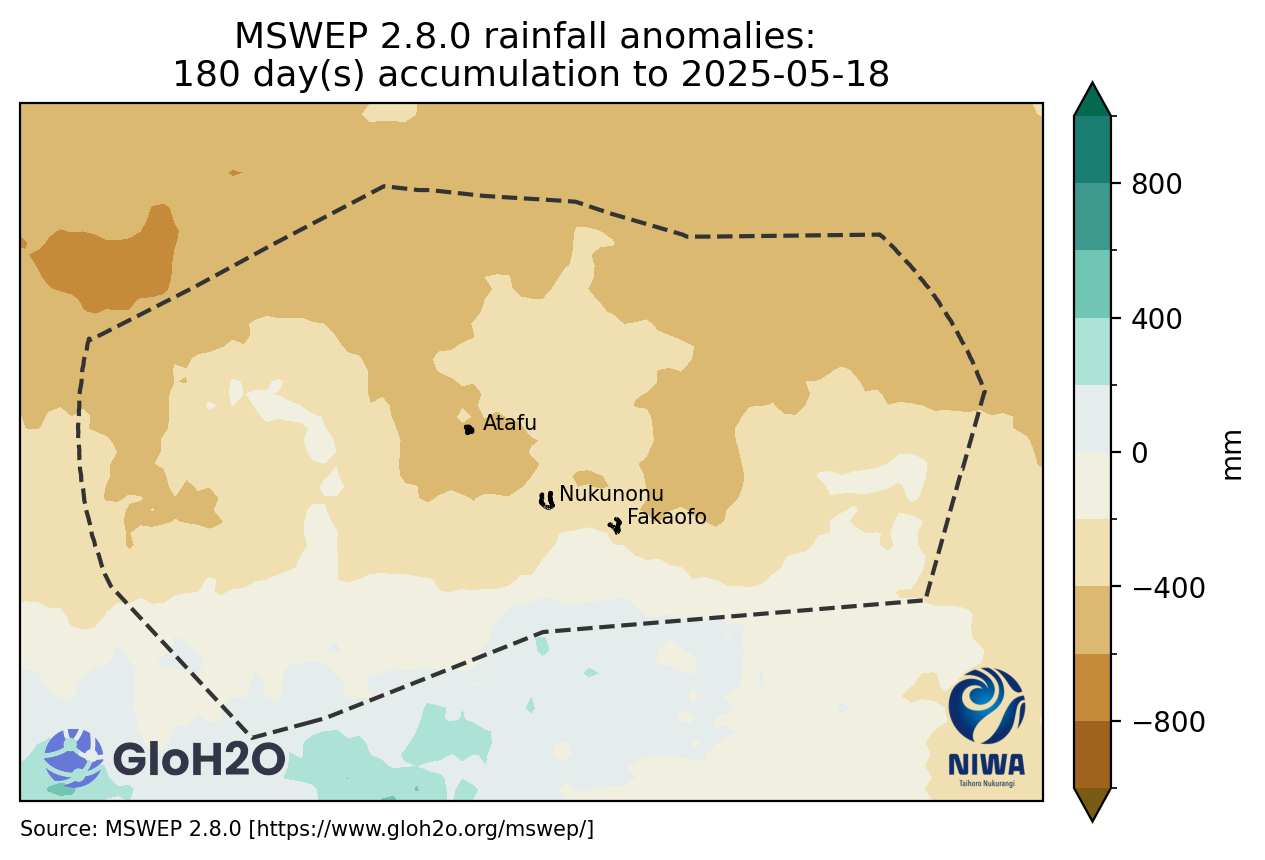 MSWEP 2.8.0 rainfall anomalies:
180 day(s) accumulation to 2025-05-18
800
400
0
−400
−800
mm
Atafu
Nukunonu
Fakaofo
GloH2O
NIWA
Taihoro Nukurangi
Source: MSWEP 2.8.0 [https://www.gloh2o.org/mswep/]